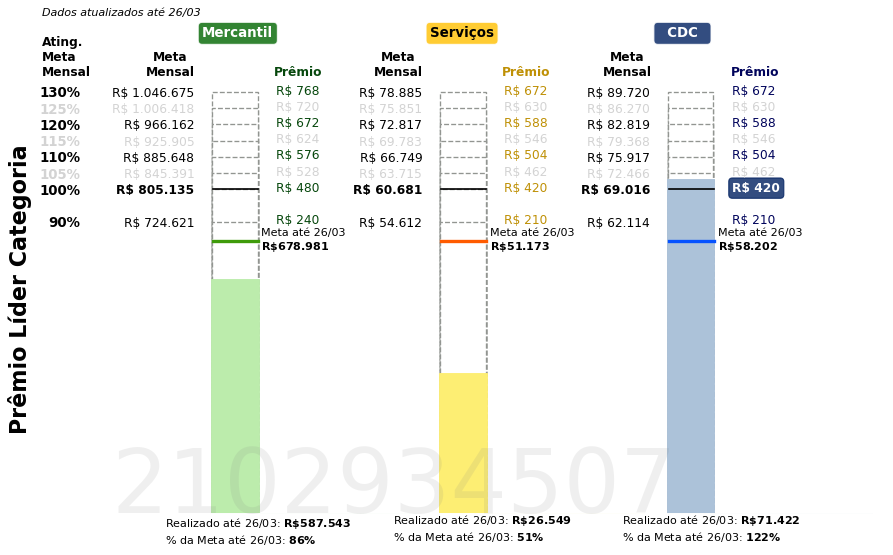 Dados atualizados até 26/03
Mercantil Serviços CDC
Ating. Meta Mensal Meta Mensal Prêmio Meta Mensal Prêmio Meta Mensal Prêmio
130% R$ 1.046.675 R$ 768 R$ 78.885 R$ 672 R$ 89.720 R$ 672
125% R$ 1.006.418 R$ 720 R$ 75.851 R$ 630 R$ 86.270 R$ 630
120% R$ 966.162 R$ 672 R$ 72.817 R$ 588 R$ 82.819 R$ 588
115% R$ 925.905 R$ 624 R$ 69.783 R$ 546 R$ 79.368 R$ 546
110% R$ 885.648 R$ 576 R$ 66.749 R$ 504 R$ 75.917 R$ 504
105% R$ 845.391 R$ 528 R$ 63.715 R$ 462 R$ 72.466 R$ 462
100% R$ 805.135 R$ 480 R$ 60.681 R$ 420 R$ 69.016 R$ 420
90% R$ 724.621 R$ 240 R$ 54.612 R$ 210 R$ 62.114 R$ 210
Meta até 26/03 Meta até 26/03 Meta até 26/03
R$678.981 R$51.173 R$58.202
Prêmio Líder Categoria
2102934507
Realizado até 26/03: R$587.543 Realizado até 26/03: R$26.549 Realizado até 26/03: R$71.422
% da Meta até 26/03: 86% % da Meta até 26/03: 51% % da Meta até 26/03: 122%